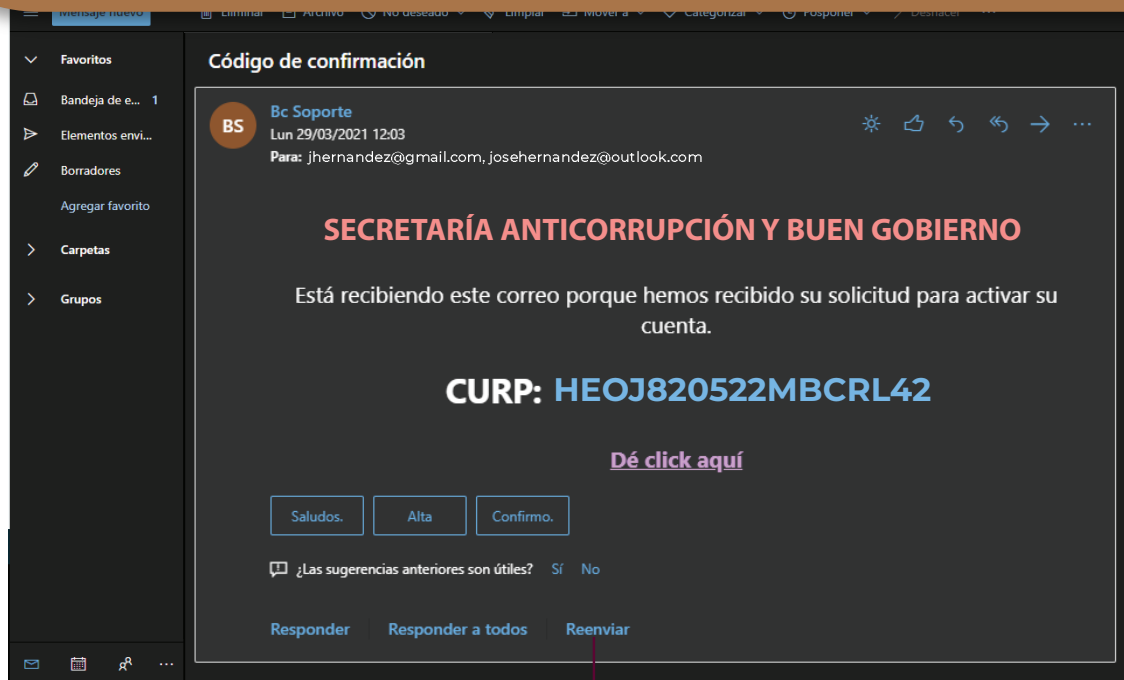 Mensaje nuevo
Eliminar
Archivo
No deseado
Limpiar
Mover a
Categorizar
Posponer
Deshacer
Favoritos
Bandeja de e... 1
Elementos envi...
Borradores
Agregar favorito
Carpetas
Grupos
Código de confirmación
BS
Bc Soporte
Lun 29/03/2021 12:03
Para: jhernandez@gmail.com, josehernandez@outlook.com
SECRETARÍA ANTICORRUPCIÓN Y BUEN GOBIERNO
Está recibiendo este correo porque hemos recibido su solicitud para activar su
cuenta.
CURP: HEOJ820522MBCRL42
Dé click aquí
Saludos.
Alta
Confirmo.
¿Las sugerencias anteriores son útiles? Sí No
Responder
Responder a todos
Reenviar